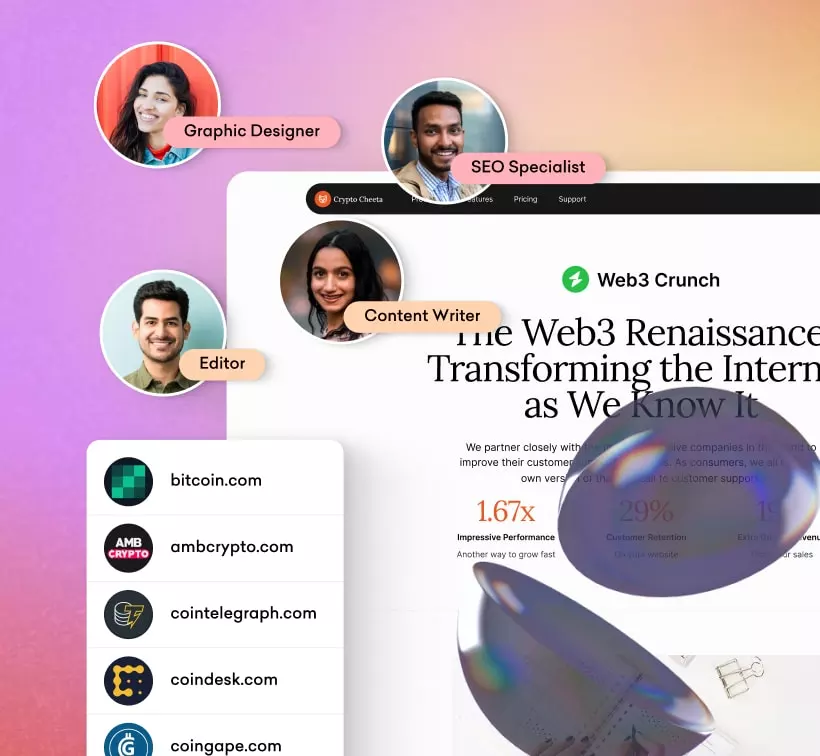 Graphic Designer
SEO Specialist
Crypto Cheeta
Pricing
Support
Web3 Crunch
Content Writer
Editor
The Web3 Renaissance
Transforming the Intern
as We Know It
We partner closely with
improve their customer
own
1.67x
29%
Impressive Performance
Customer Retention
Another way to grow fast
website
bitcoin.com
AMB
CRYPTO
ambcrypto.com
cointelegraph.com
coindesk.com
coingape.com